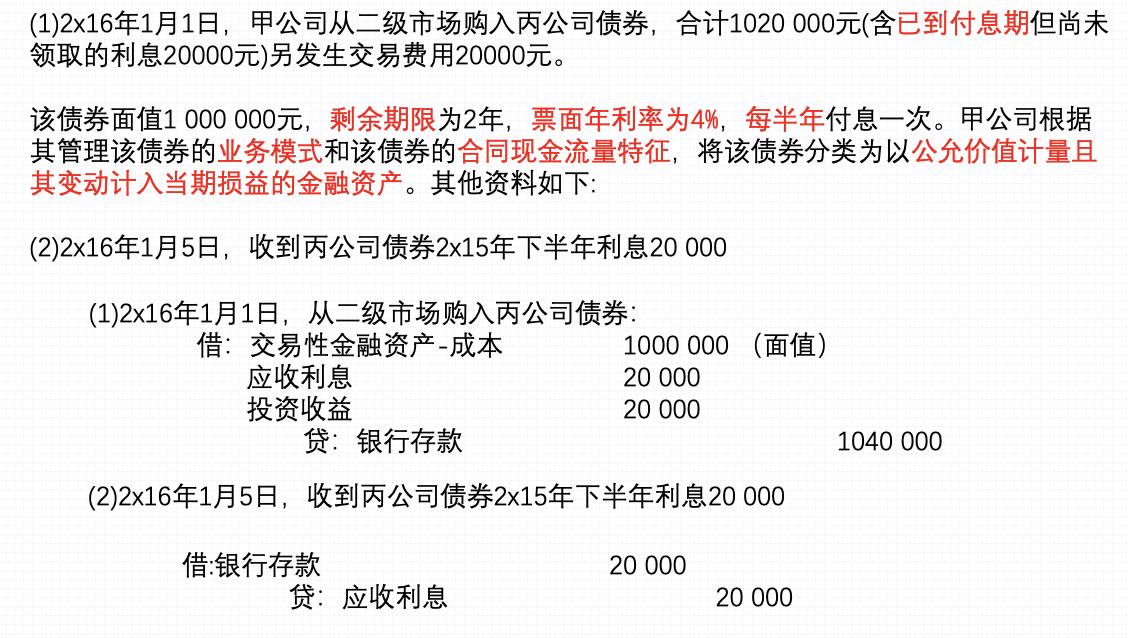 (1)2x16年1月1日，甲公司从二级市场购入丙公司债券，合计1020 000元(含已到付息期但尚未
领取的利息20000元)另发生交易费用20000元。
该债券面值1 000 000元，剩余期限为2年，票面年利率为4%，每半年付息一次。甲公司根据
其管理该债券的业务模式和该债券的合同现金流量特征，将该债券分类为以公允价值计量且
其变动计入当期损益的金融资产。其他资料如下:
(2)2x16年1月5日，收到丙公司债券2x15年下半年利息20 000
(1)2x16年1月1日，从二级市场购入丙公司债券：
借：交易性金融资产-成本 1000 000 （面值）
应收利息 20 000
投资收益 20 000
贷：银行存款 1040 000
(2)2x16年1月5日，收到丙公司债券2x15年下半年利息20 000
借:银行存款 20 000
贷：应收利息 20 000